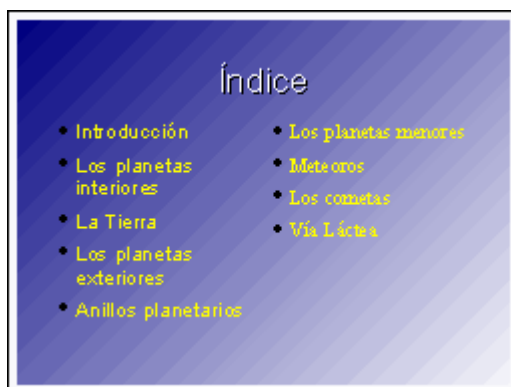 Índice
• Introducción
• Los planetas
interiores
• La Tierra
• Los planetas
exteriores
• Anillos planetarios
• Los planetas menores
• Meteoros
• Los cometas
• Vía Láctea